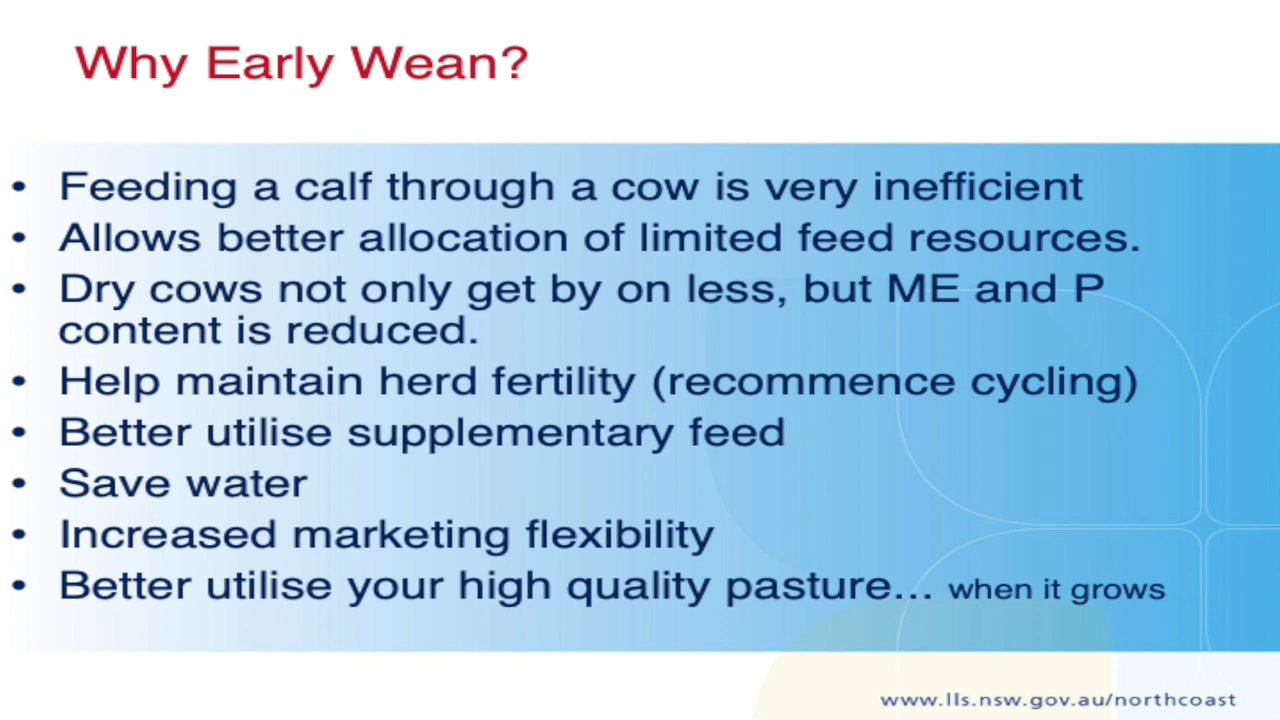 Why Early Wean?
• Feeding a calf through a cow is very inefficient
• Allows better allocation of limited feed resources.
• Dry cows not only get by on less, but ME and P
content is reduced.
• Help maintain herd fertility (recommence cycling)
• Better utilise supplementary feed
• Save water
• Increased marketing flexibility
• Better utilise your high quality pasture... when it grows
www.lls.nsw.gov.au/northcoast